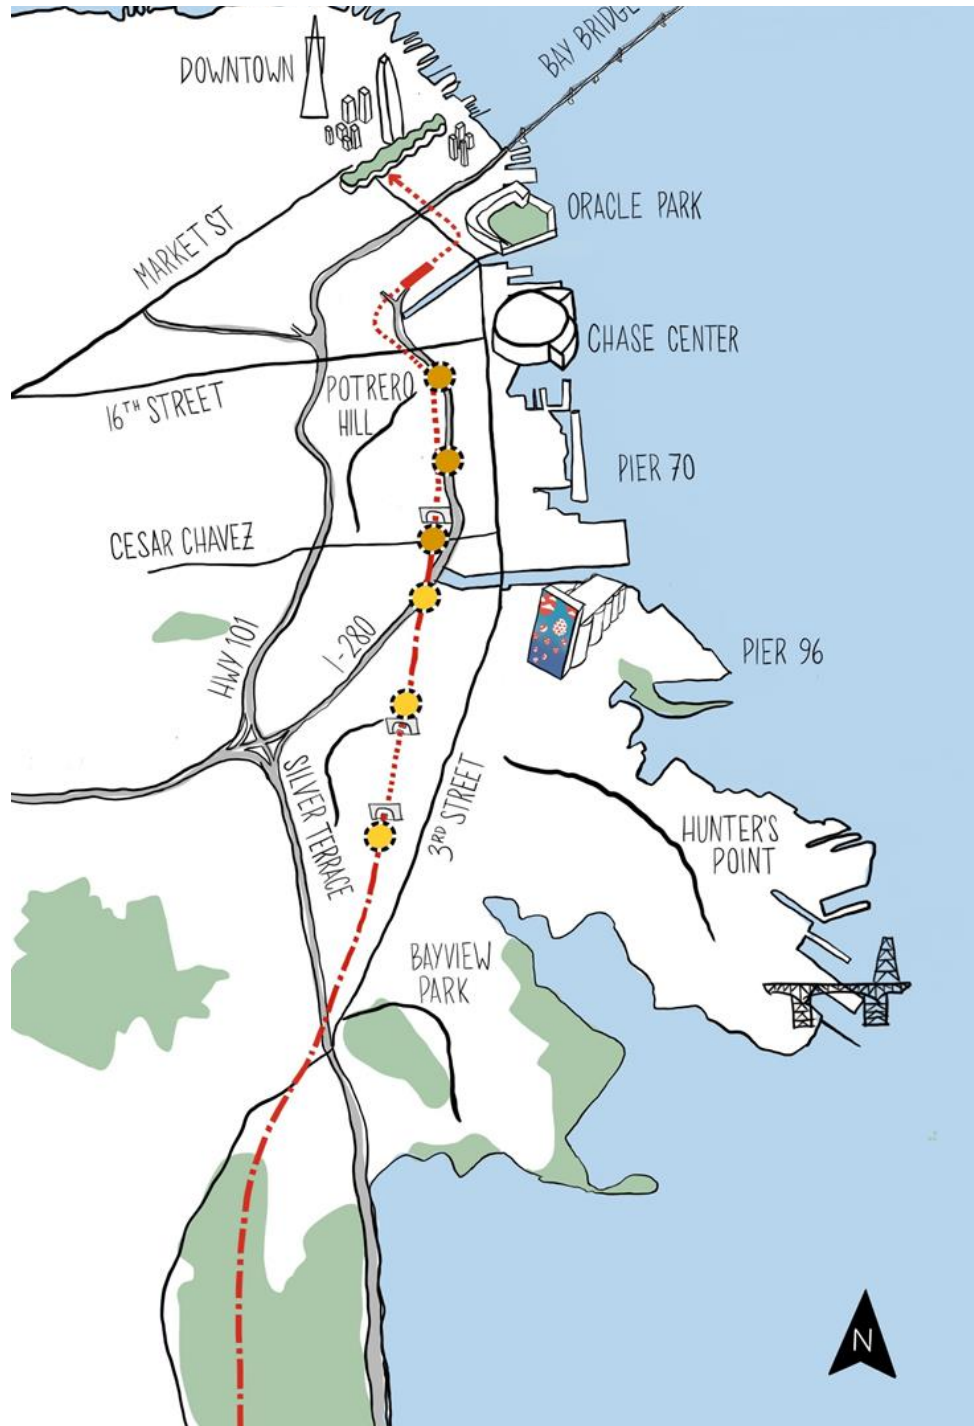 BAY BRIDGE
DOWNTOWN
ORACLE PARK
MARKET ST
CHASE CENTER
16TH STREET
POTRERO
HILL
PIER 70
CESAR CHAVEZ
HWY 101
I-280
PIER 96
SILVER TERRACE
3RD STREET
HUNTER'S
POINT
BAYVIEW
PARK
N